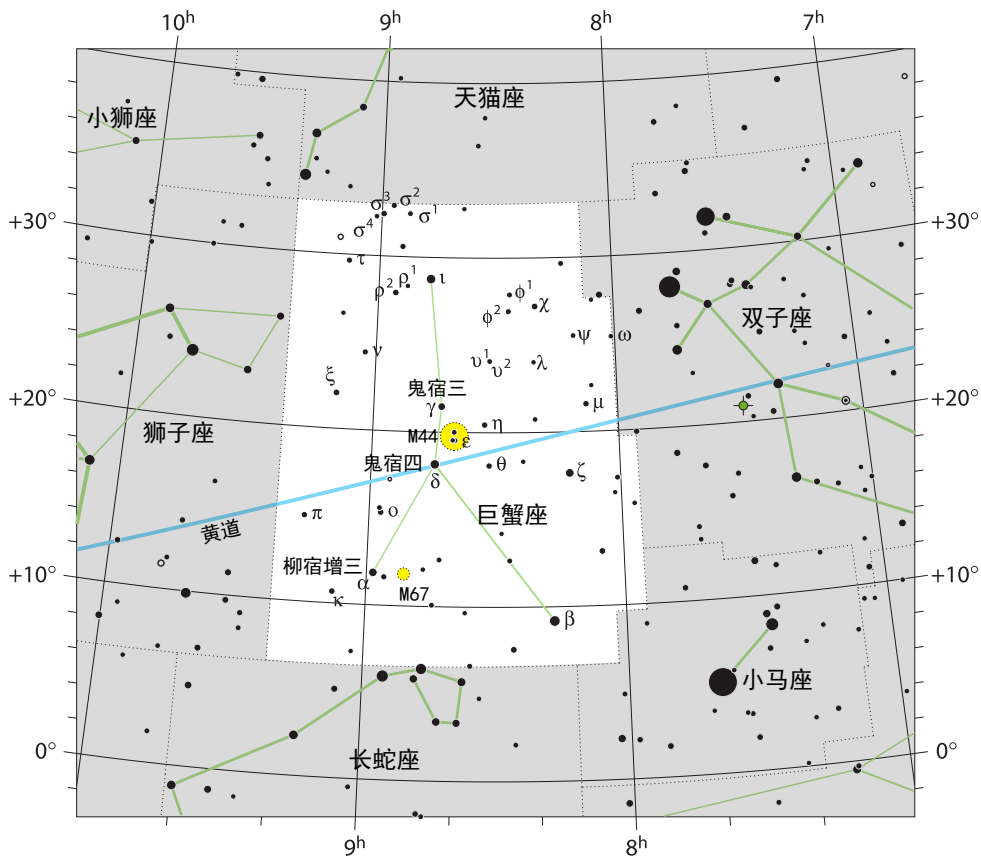 10h 9h 8h 7h
天猫座
小狮座
σ3 σ2
σ1
σ4
+30° +30°
τ
ρ2 ρ1 ι
ϕ1 χ
ϕ2
双子座
ψ ω
ν
υ1 υ2 λ
ξ
鬼宿三
γ
μ
+20° +20°
η
狮子座
M44 ε
鬼宿四 θ
ζ
δ
π
ο
巨蟹座
黄道
柳宿增三
α
+10° +10°
κ
M67
β
小马座
0° 0°
长蛇座
9h 8h